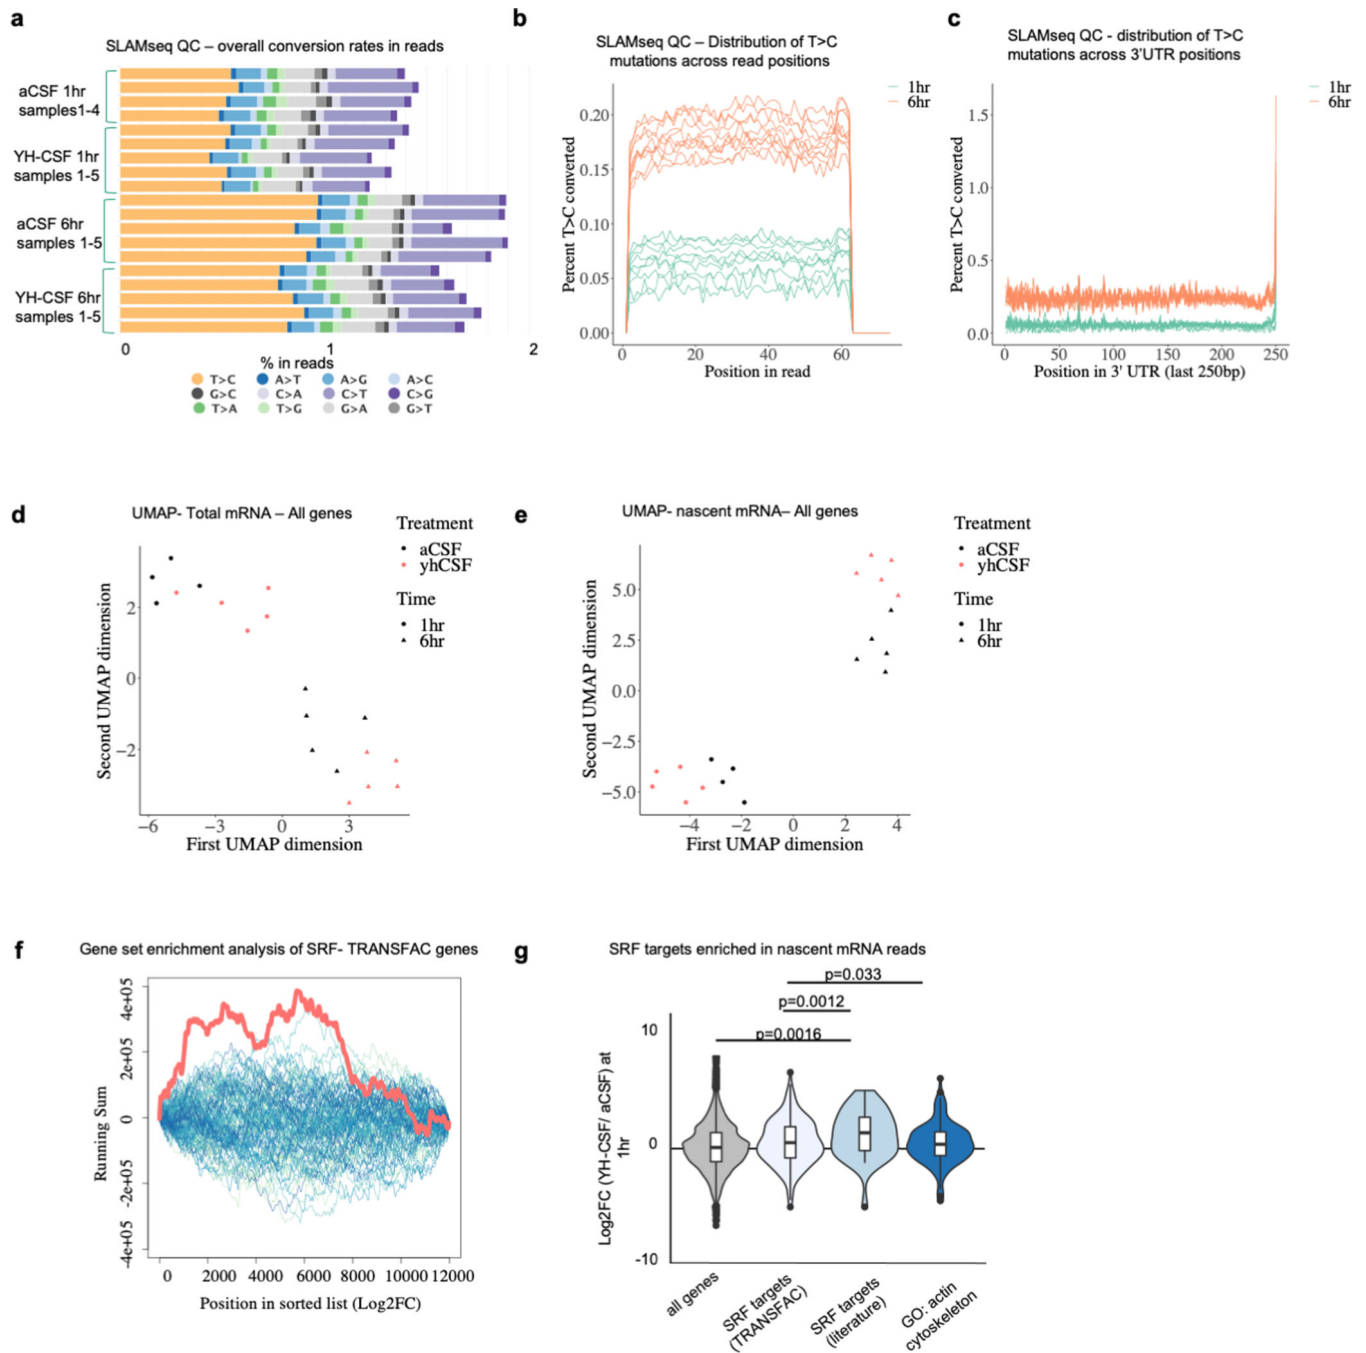 a
SLAMseq QC – overall conversion rates in reads
aCSF 1hr
samples1-4
YH-CSF 1hr
samples 1-5
aCSF 6hr
samples 1-5
YH-CSF 6hr
samples 1-5
0 1 2
% in reads
T>C A>T A>G A>C
G>C C>A C>T C>G
T>A T>G G>A G>T
b
SLAMseq QC – Distribution of T>C
mutations across read positions
1hr
6hr
Percent T>C converted
0.20
0.15
0.10
0.05
0.00
0 20 40 60
Position in read
c
SLAMseq QC - distribution of T>C
mutations across 3'UTR positions
1hr
6hr
Percent T>C converted
1.5
1.0
0.5
0.0
0 50 100 150 200 250
Position in 3' UTR (last 250bp)
d
UMAP- Total mRNA – All genes
Treatment
aCSF
yhCSF
Time
1hr
6hr
Second UMAP dimension
2
0
−2
−6 −3 0 3
First UMAP dimension
e
UMAP- nascent mRNA– All genes
Treatment
aCSF
yhCSF
Time
1hr
6hr
Second UMAP dimension
5.0
2.5
0.0
−2.5
−5.0
−4 −2 0 2 4
First UMAP dimension
f
Gene set enrichment analysis of SRF- TRANSFAC genes
Running Sum
4e+05
2e+05
0
-2e+05
-4e+05
0 2000 4000 6000 8000 10000 12000
Position in sorted list (Log2FC)
g
SRF targets enriched in nascent mRNA reads
p=0.033
p=0.0012
p=0.0016
Log2FC (YH-CSF/ aCSF) at
1hr
10
0
-10
all genes
SRF targets
(TRANSFAC)
SRF targets
(literature)
GO: actin
cytoskeleton